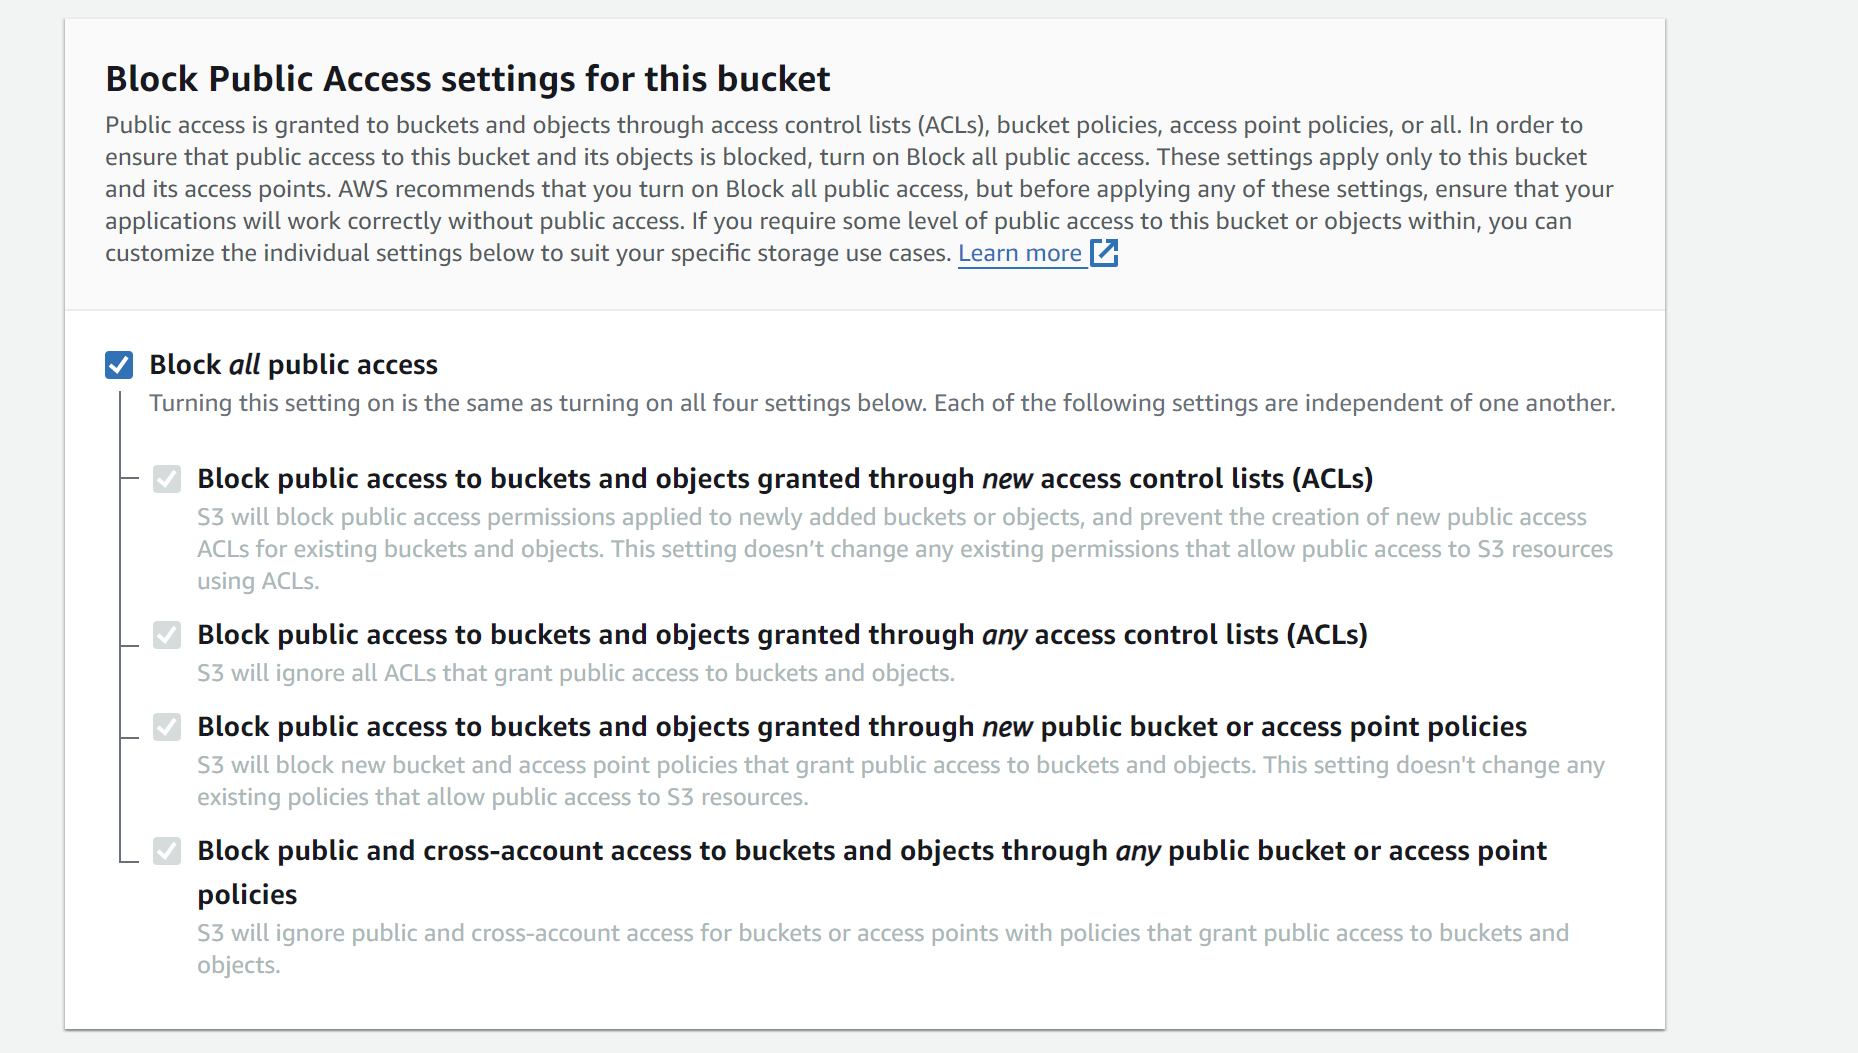 Block Public Access settings for this bucket
Public access is granted to buckets and objects through access control lists (ACLs), bucket policies, access point policies, or all. In order to
ensure that public access to this bucket and its objects is blocked, turn on Block all public access. These settings apply only to this bucket
and its access points. AWS recommends that you turn on Block all public access, but before applying any of these settings, ensure that your
applications will work correctly without public access. If you require some level of public access to this bucket or objects within, you can
customize the individual settings below to suit your specific storage use cases. Learn more
Block all public access
Turning this setting on is the same as turning on all four settings below. Each of the following settings are independent of one another.
Block public access to buckets and objects granted through new access control lists (ACLs)
S3 will block public access permissions applied to newly added buckets or objects, and prevent the creation of new public access
ACLs for existing buckets and objects. This setting doesn’t change any existing permissions that allow public access to S3 resources
using ACLs.
Block public access to buckets and objects granted through any access control lists (ACLs)
S3 will ignore all ACLs that grant public access to buckets and objects.
Block public access to buckets and objects granted through new public bucket or access point policies
S3 will block new bucket and access point policies that grant public access to buckets and objects. This setting doesn't change any
existing policies that allow public access to S3 resources.
Block public and cross-account access to buckets and objects through any public bucket or access point
policies
S3 will ignore public and cross-account access for buckets or access points with policies that grant public access to buckets and
objects.